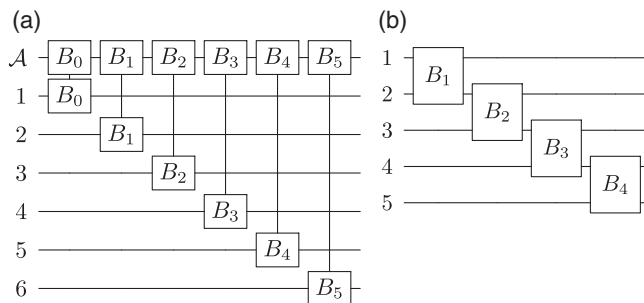 (a)
𝒜 B₀ B₁ B₂ B₃ B₄ B₅
1 B₀
2 B₁
3 B₂
4 B₃
5 B₄
6 B₅
(b)
1
B₁
2
B₂
3
B₃
4
B₄
5